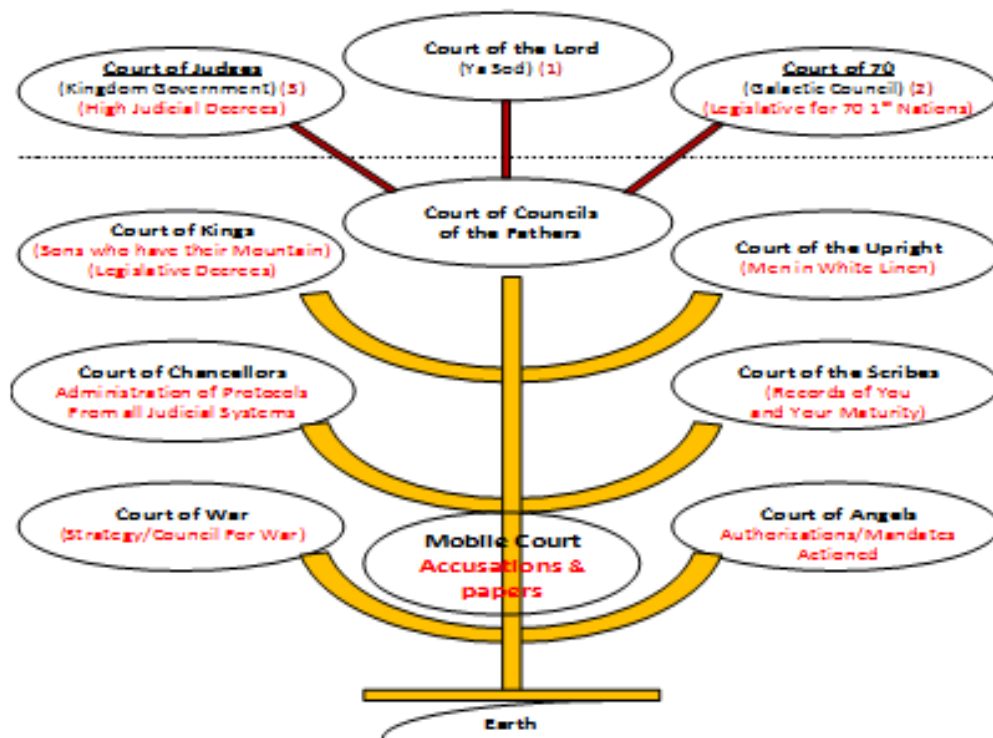 Court of the Lord
(Ya Sod) (1)
Court of Judges
(Kingdom Government) (3)
(High Judicial Decrees)
Court of 70
(Galactic Council) (2)
(Legislative for 70 1st Nations)
Court of Councils
of the Fathers
Court of Kings
(Sons who have their Mountain)
(Legislative Decrees)
Court of the Upright
(Men in White Linen)
Court of Chancellors
Administration of Protocols
From all Judicial Systems
Court of the Scribes
(Records of You
and Your Maturity)
Court of War
(Strategy/Council For War)
Mobile Court
Accusations &
papers
Court of Angels
Authorisations/Mandates
Actioned
Earth